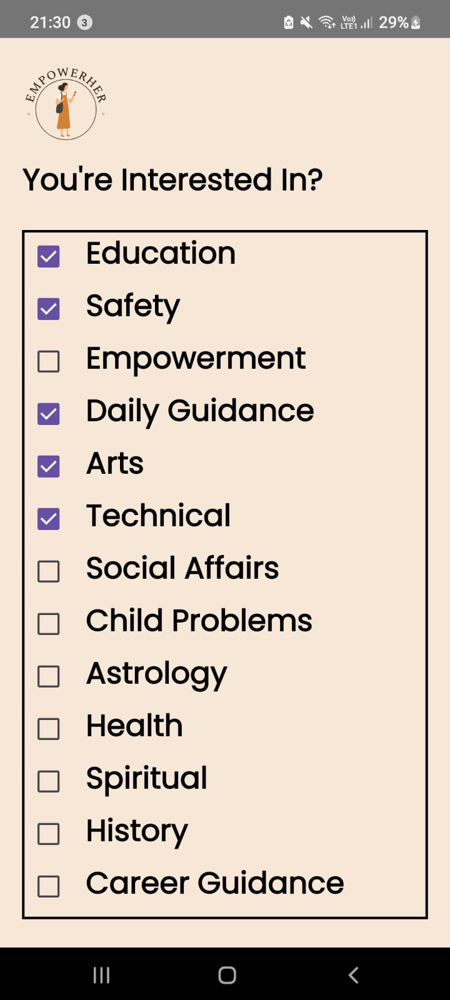 21:30 3 Vo)) LTE1 29%
EMPOWERHER
You're Interested In?
Education
Safety
Empowerment
Daily Guidance
Arts
Technical
Social Affairs
Child Problems
Astrology
Health
Spiritual
History
Career Guidance